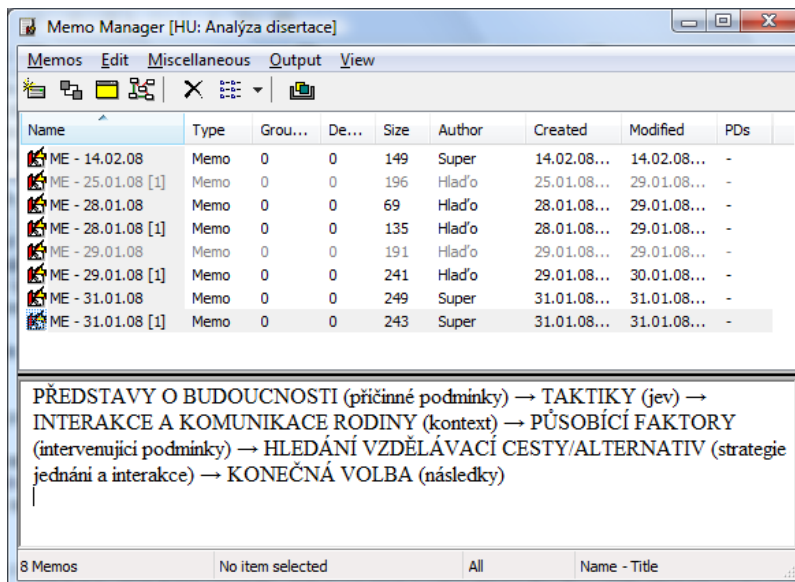 Memo Manager [HU: Analýza disertace]
Memos Edit Miscellaneous Output View
Name Type Grou... De... Size Author Created Modified PDs
ME - 14.02.08 Memo 0 0 149 Super 14.02.08... 14.02.08... -
ME - 25.01.08 [1] Memo 0 0 196 Hlaďo 25.01.08... 29.01.08... -
ME - 28.01.08 Memo 0 0 69 Hlaďo 28.01.08... 29.01.08... -
ME - 28.01.08 [1] Memo 0 0 135 Hlaďo 28.01.08... 29.01.08... -
ME - 29.01.08 Memo 0 0 191 Hlaďo 29.01.08... 29.01.08... -
ME - 29.01.08 [1] Memo 0 0 241 Hlaďo 29.01.08... 30.01.08... -
ME - 31.01.08 Memo 0 0 249 Super 31.01.08... 31.01.08... -
ME - 31.01.08 [1] Memo 0 0 243 Super 31.01.08... 31.01.08... -
PŘEDSTAVY O BUDOUCNOSTI (příčinné podmínky) → TAKTIKY (jev) →
INTERAKCE A KOMUNIKACE RODINY (kontext) → PŮSOBÍCÍ FAKTORY
(intervenující podmínky) → HLEDÁNÍ VZDĚLÁVACÍ CESTY/ALTERNATIV (strategie
jednání a interakce) → KONEČNÁ VOLBA (následky)
8 Memos No item selected All Name - Title